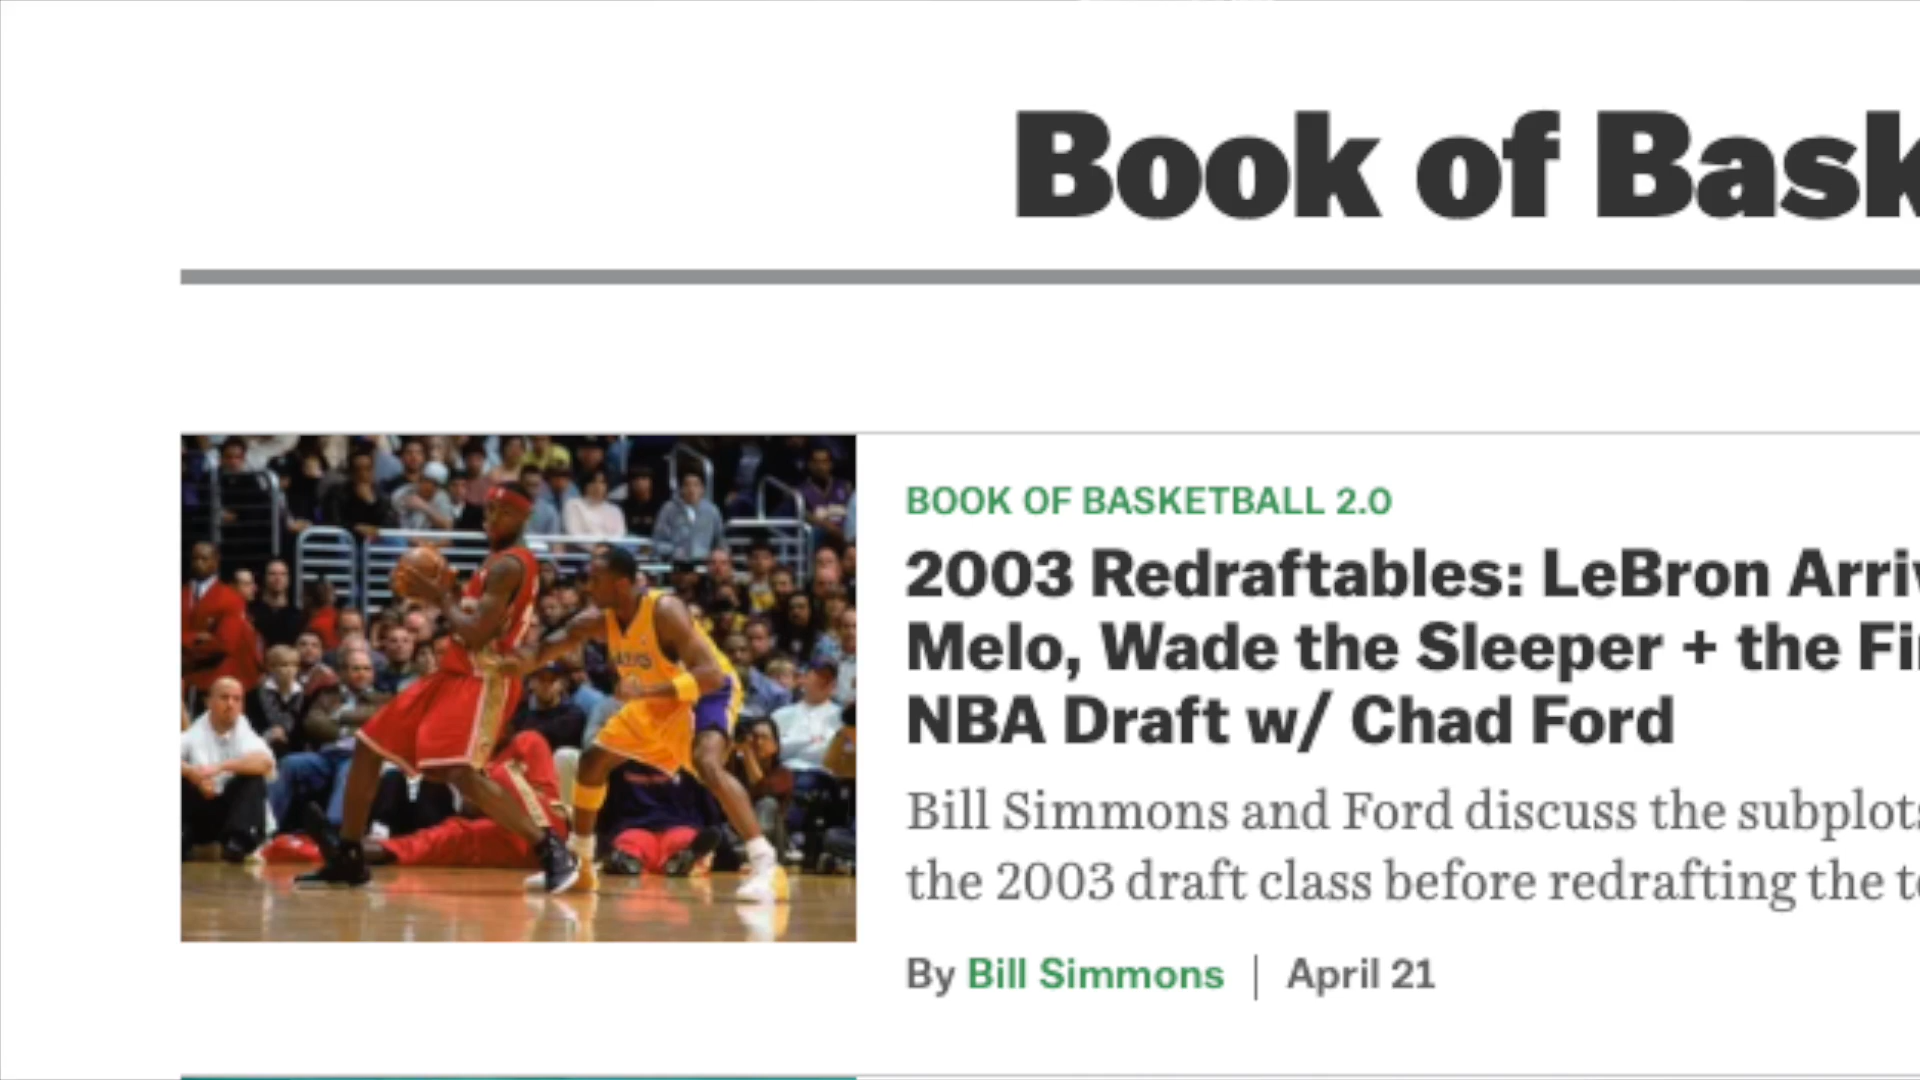 Book of Bask
BOOK OF BASKETBALL 2.0
2003 Redraftables: LeBron Arriv
Melo, Wade the Sleeper + the Fi
NBA Draft w/ Chad Ford
Bill Simmons and Ford discuss the subplots
the 2003 draft class before redrafting the t
By Bill Simmons | April 21